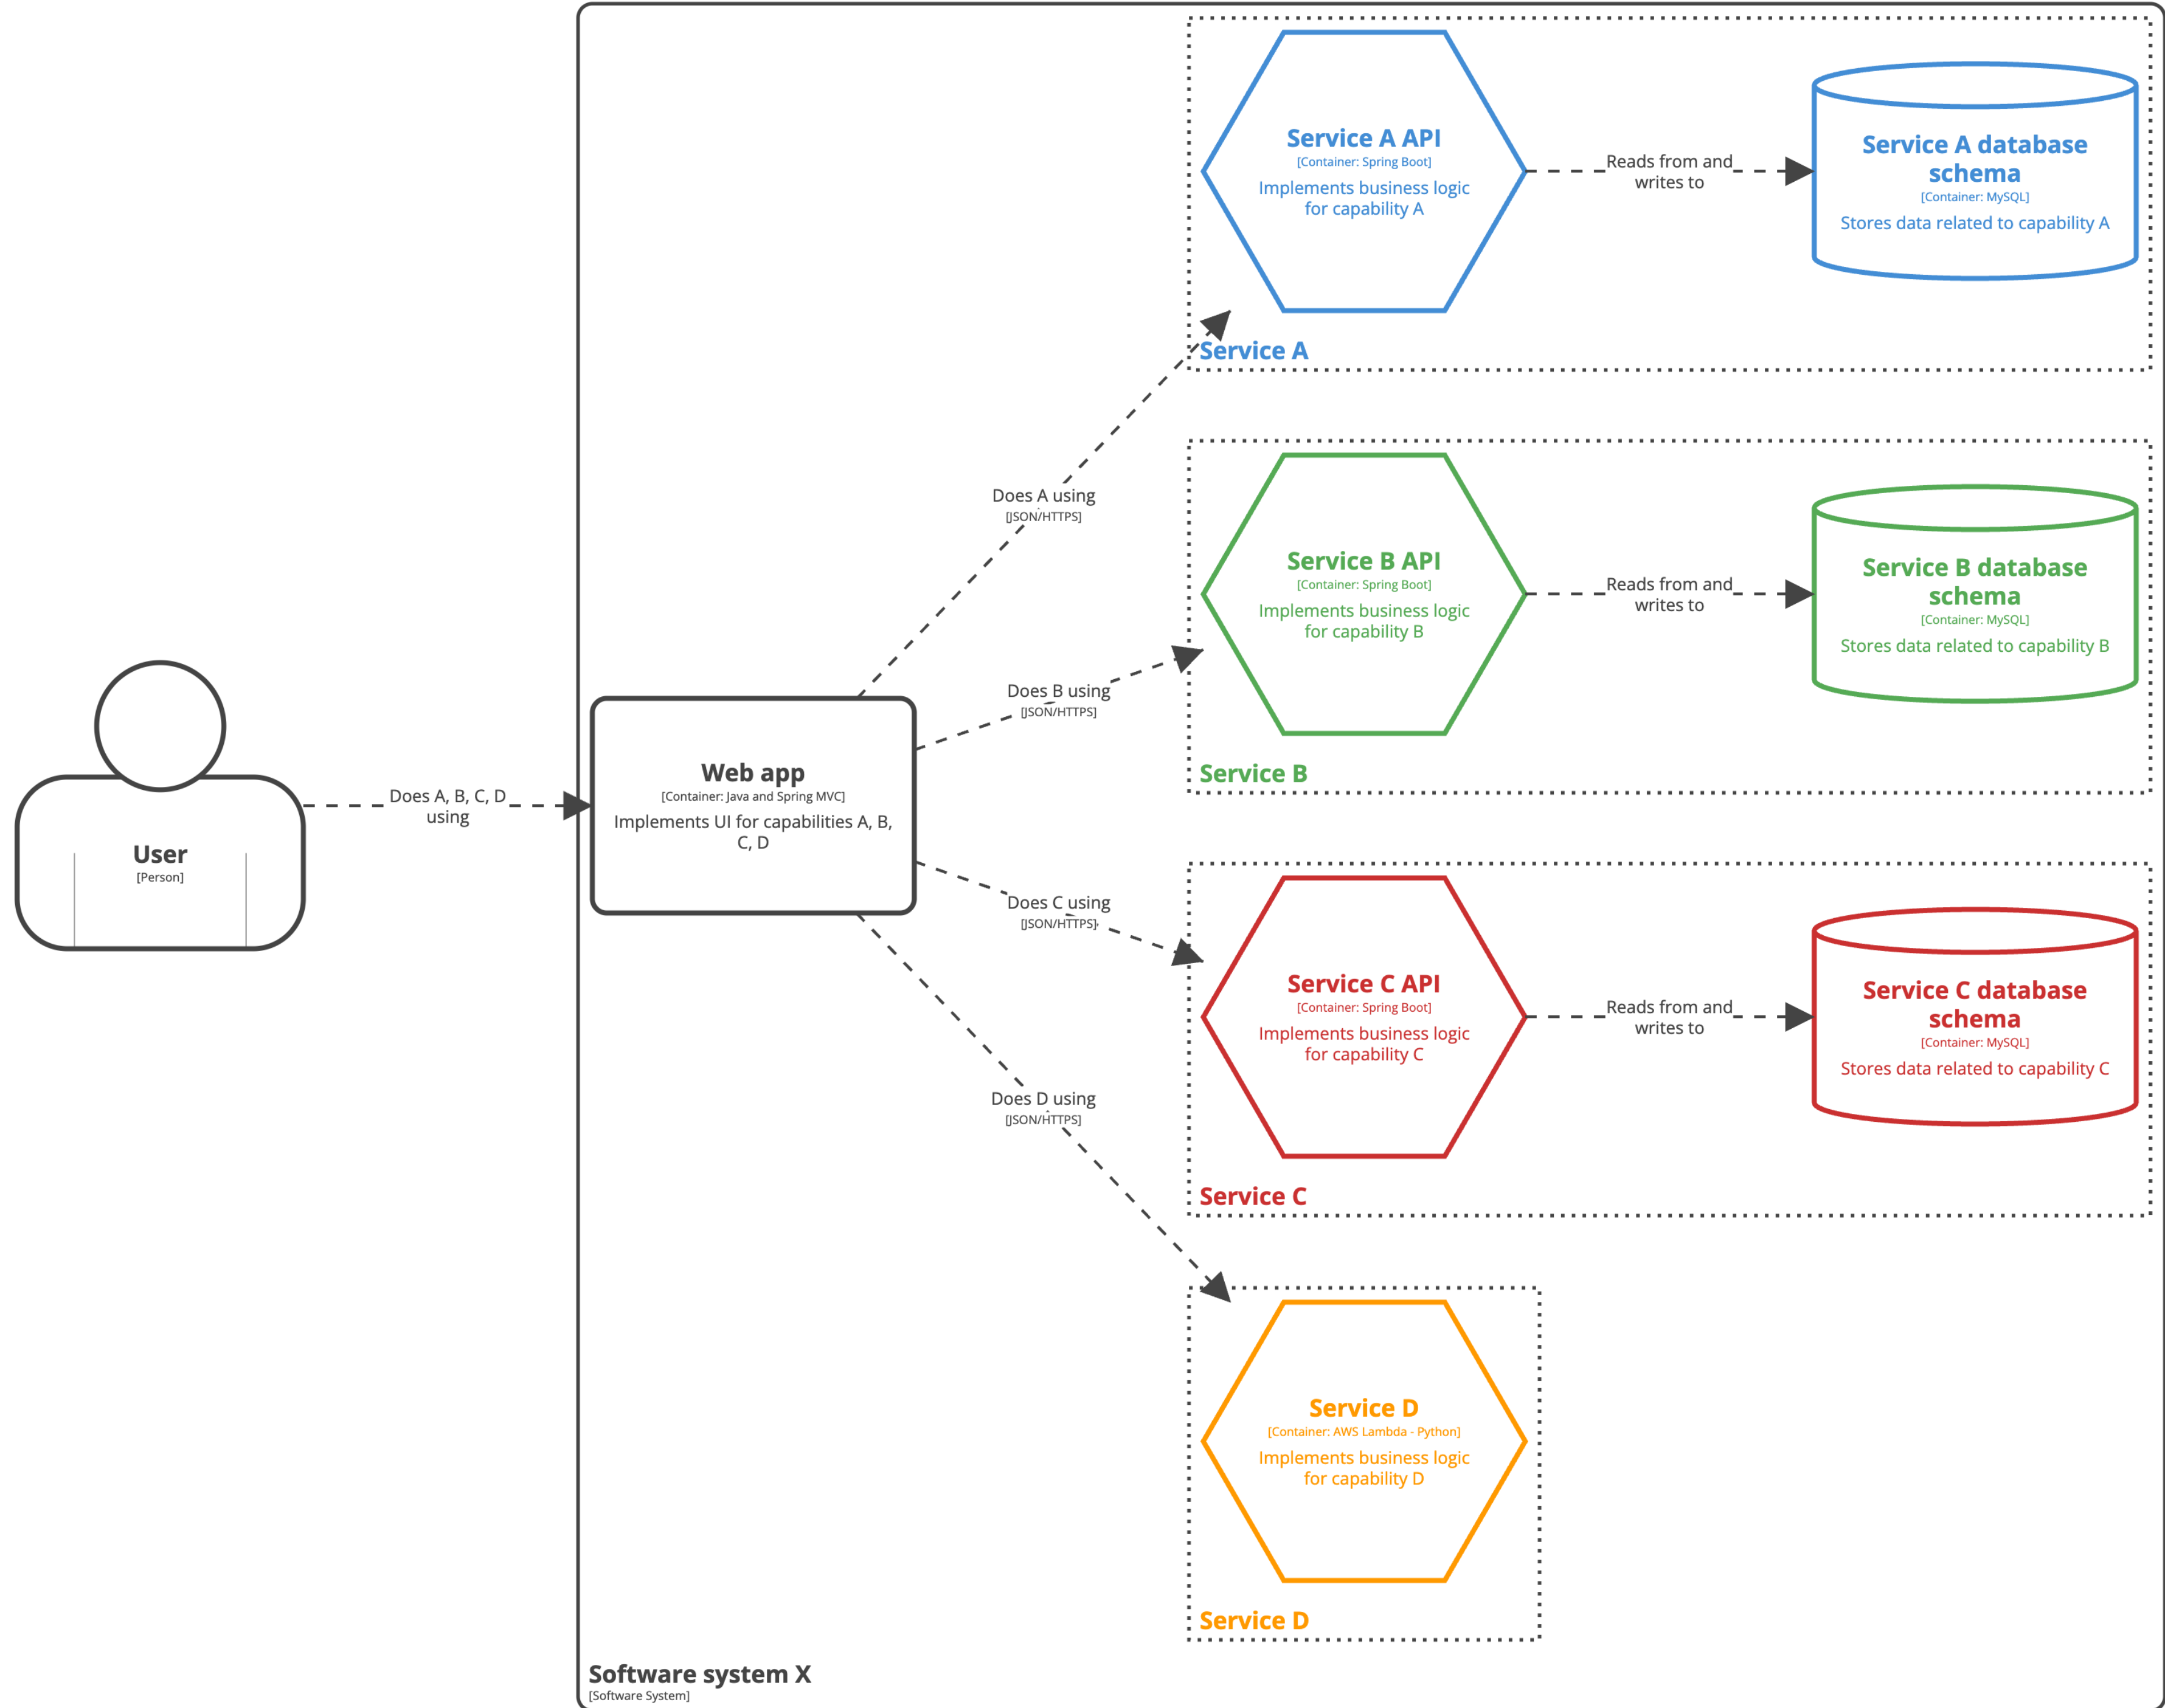 User
[Person]
Does A, B, C, D
using
Web app
[Container: Java and Spring MVC]
Implements UI for capabilities A, B,
C, D
Does A using
[JSON/HTTPS]
Does B using
[JSON/HTTPS]
Does C using
[JSON/HTTPS]
Does D using
[JSON/HTTPS]
Service A API
[Container: Spring Boot]
Implements business logic
for capability A
Reads from and
writes to
Service A database
schema
[Container: MySQL]
Stores data related to capability A
Service A
Service B API
[Container: Spring Boot]
Implements business logic
for capability B
Reads from and
writes to
Service B database
schema
[Container: MySQL]
Stores data related to capability B
Service B
Service C API
[Container: Spring Boot]
Implements business logic
for capability C
Reads from and
writes to
Service C database
schema
[Container: MySQL]
Stores data related to capability C
Service C
Service D
[Container: AWS Lambda - Python]
Implements business logic
for capability D
Service D
Software system X
[Software System]